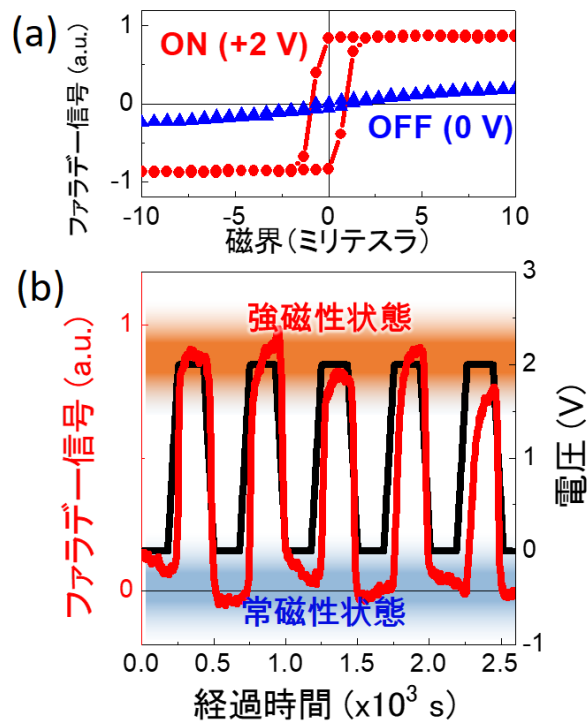 (a)
ファラデー信号 (a.u.)
1
0
-1
ON (+2 V)
OFF (0 V)
-10
-5
0
5
10
磁界(ミリテスラ)
(b)
ファラデー信号 (a.u.)
1
0
強磁性状態
常磁性状態
3
2
1
0
-1
電圧 (V)
0.0
0.5
1.0
1.5
2.0
2.5
経過時間 (x10³ s)